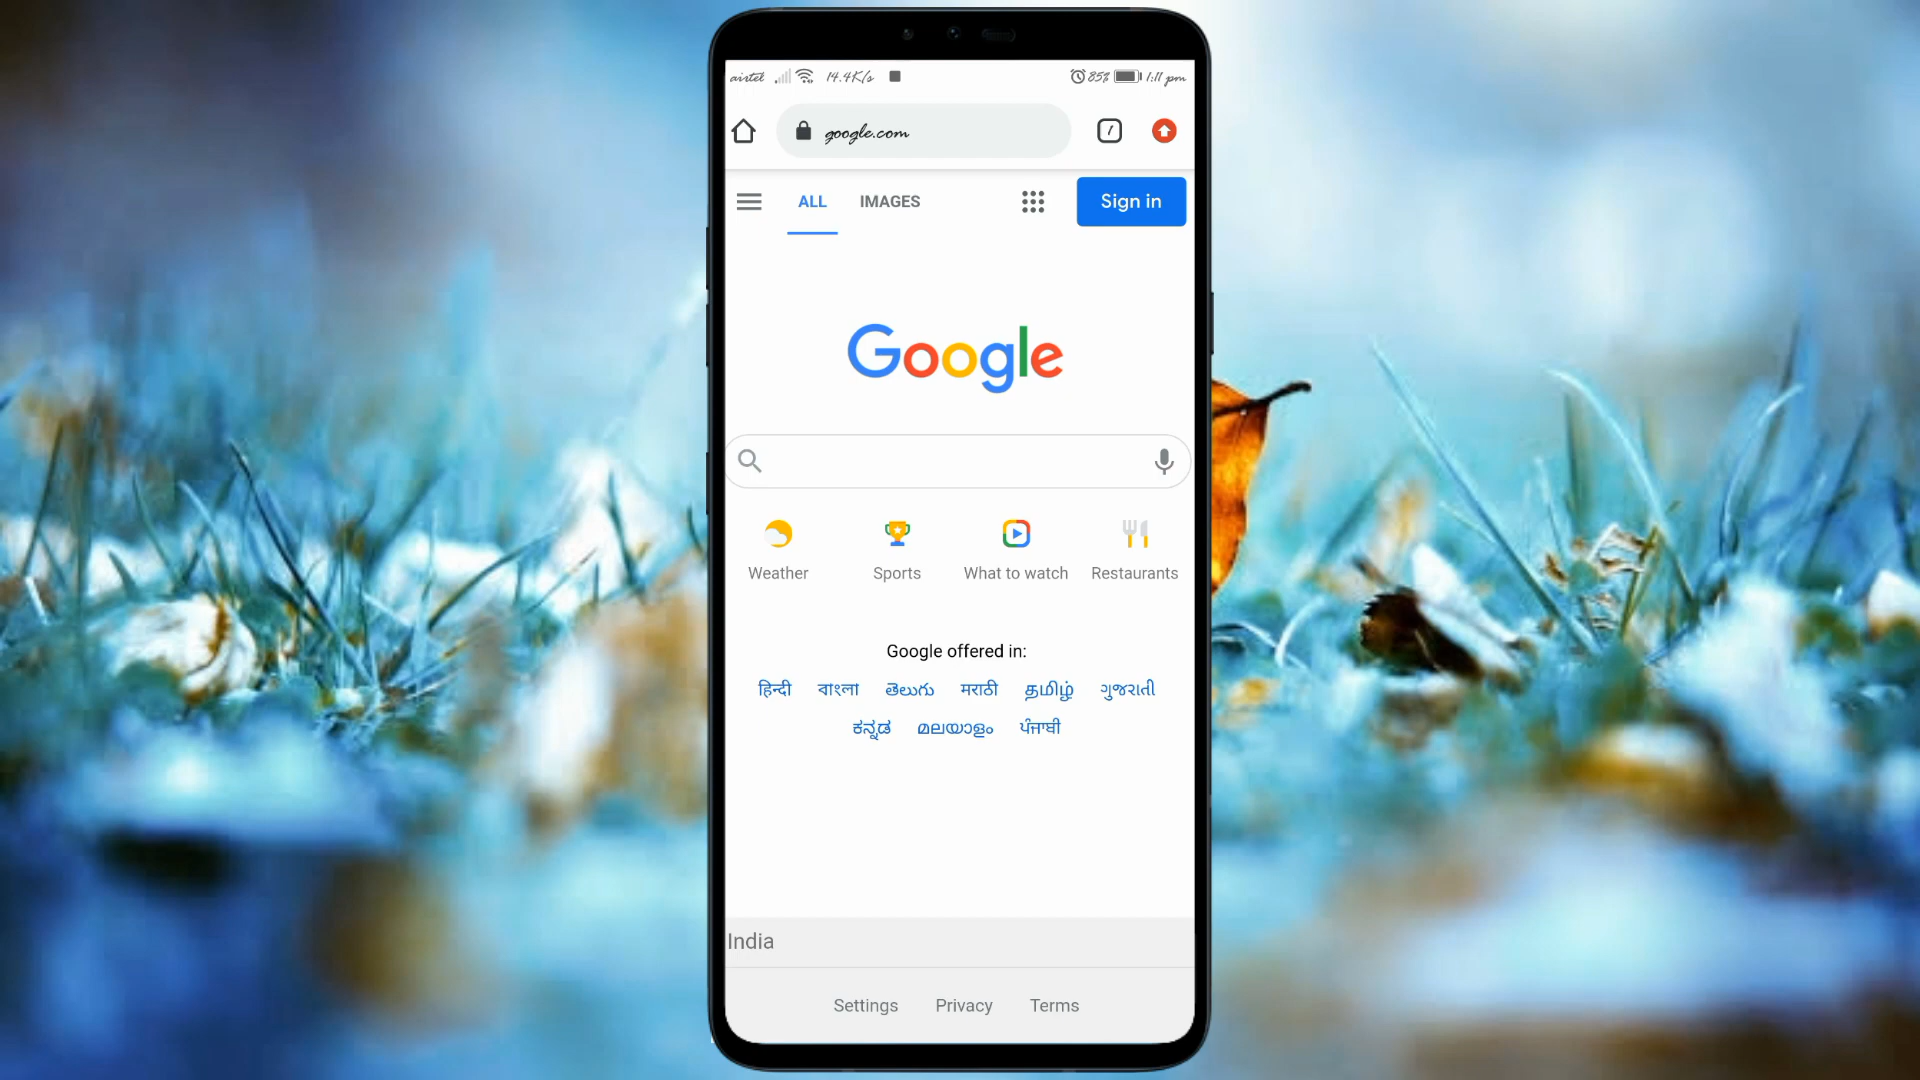 airtel 14.4K/s 85% 1:11 pm
google.com 1
ALL IMAGES Sign in
Google
Weather Sports What to watch Restaurants
Google offered in:
हिन्दी বাংলা తెలుగు मराठी தமிழ் ગુજરાતી
ಕನ್ನಡ മലയാളം ਪੰਜਾਬੀ
India
Settings Privacy Terms